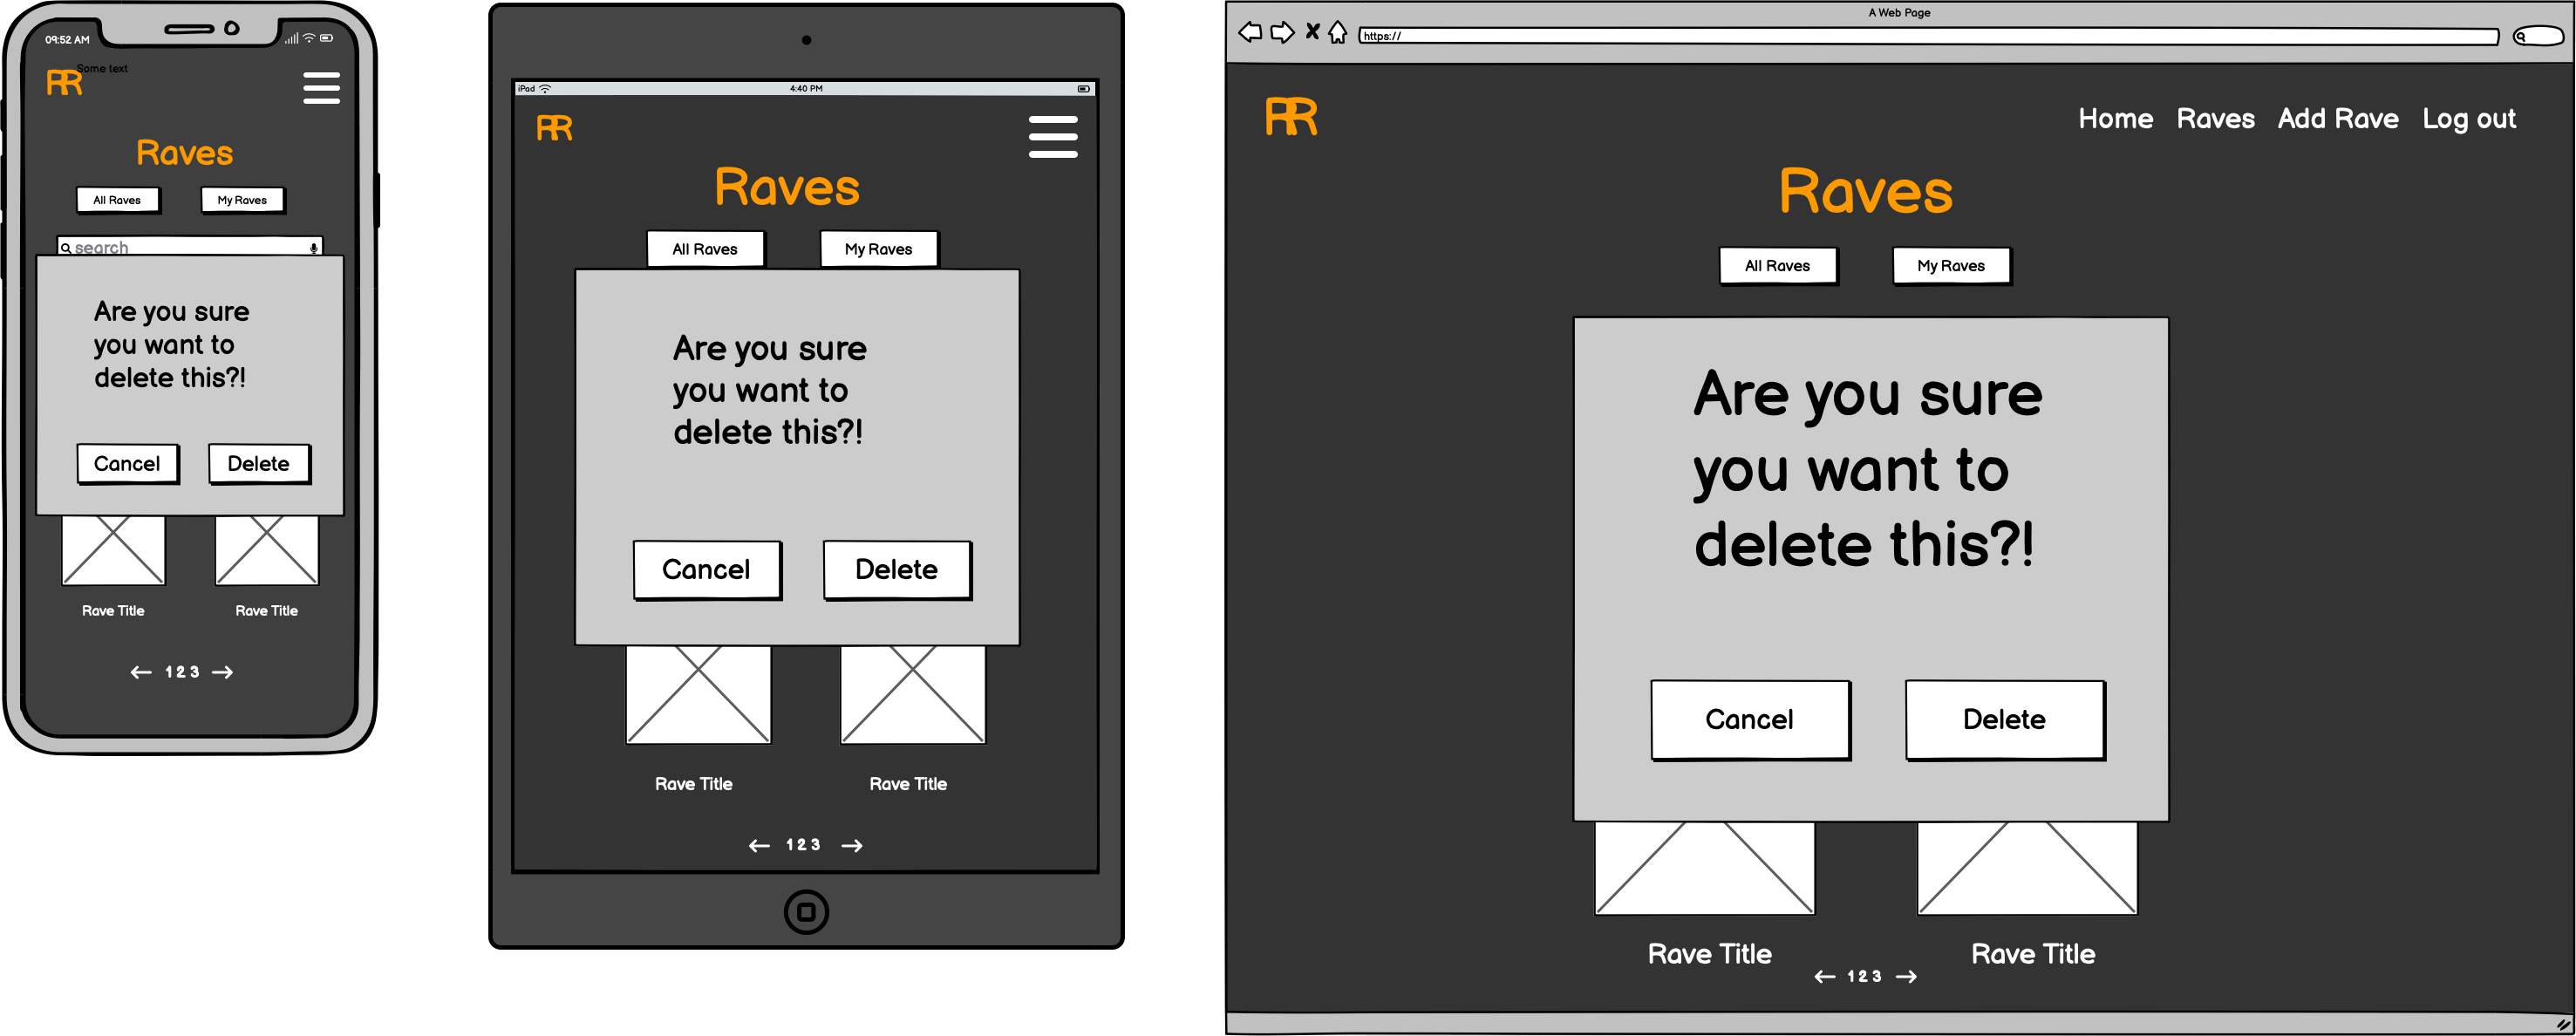 09:52 AM
Some text
RR
Raves
All Raves
My Raves
search
Are you sure
you want to
delete this?!
Cancel
Delete
Rave Title
Rave Title
1 2 3
iPad
4:40 PM
RR
Raves
All Raves
My Raves
Are you sure
you want to
delete this?!
Cancel
Delete
Rave Title
Rave Title
1 2 3
A Web Page
https://
RR
Home Raves Add Rave Log out
Raves
All Raves
My Raves
Are you sure
you want to
delete this?!
Cancel
Delete
Rave Title
Rave Title
1 2 3